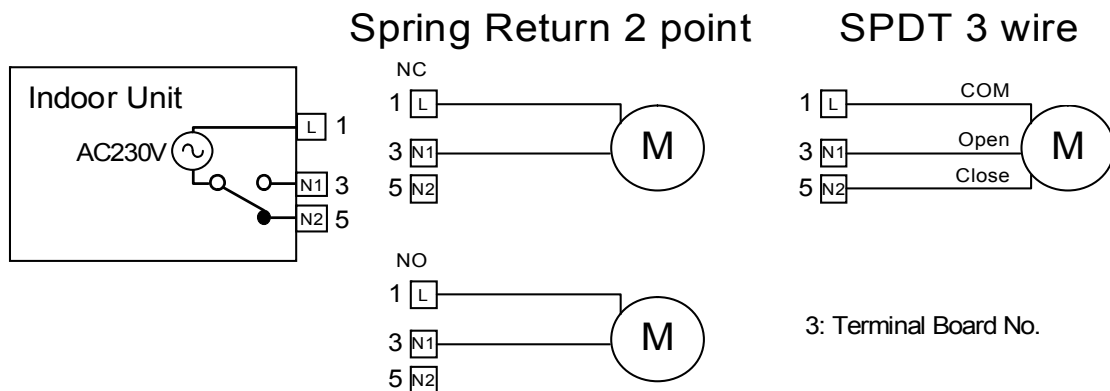 Spring Return 2 point
SPDT 3 wire
Indoor Unit
AC230V
L 1
N1 3
N2 5
NC
1 L
3 N1
5 N2
M
NO
1 L
3 N1
5 N2
M
1 L COM
3 N1 Open
5 N2 Close
M
3: Terminal Board No.